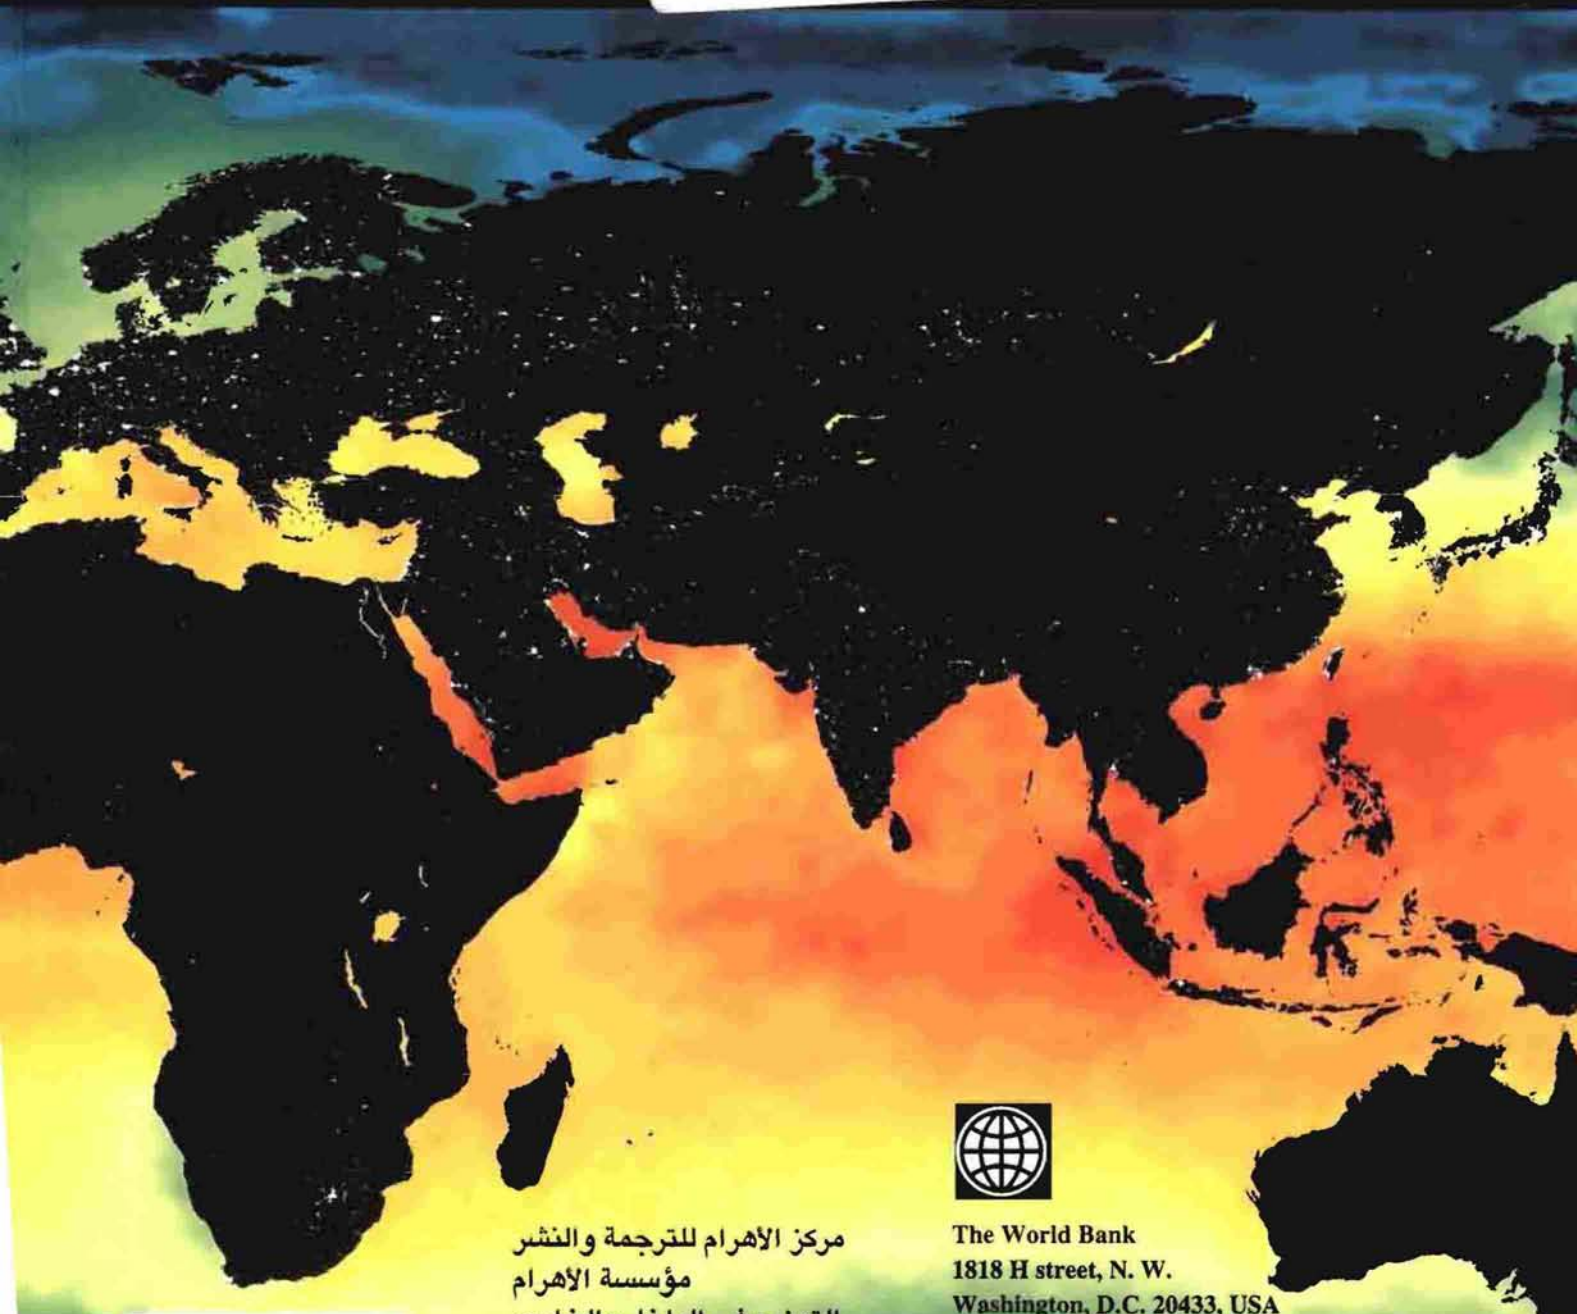 مركز الأهرام للترجمة والنشر
مؤسسة الأهرام
The World Bank
1818 H street, N. W.
Washington, D.C. 20433, USA